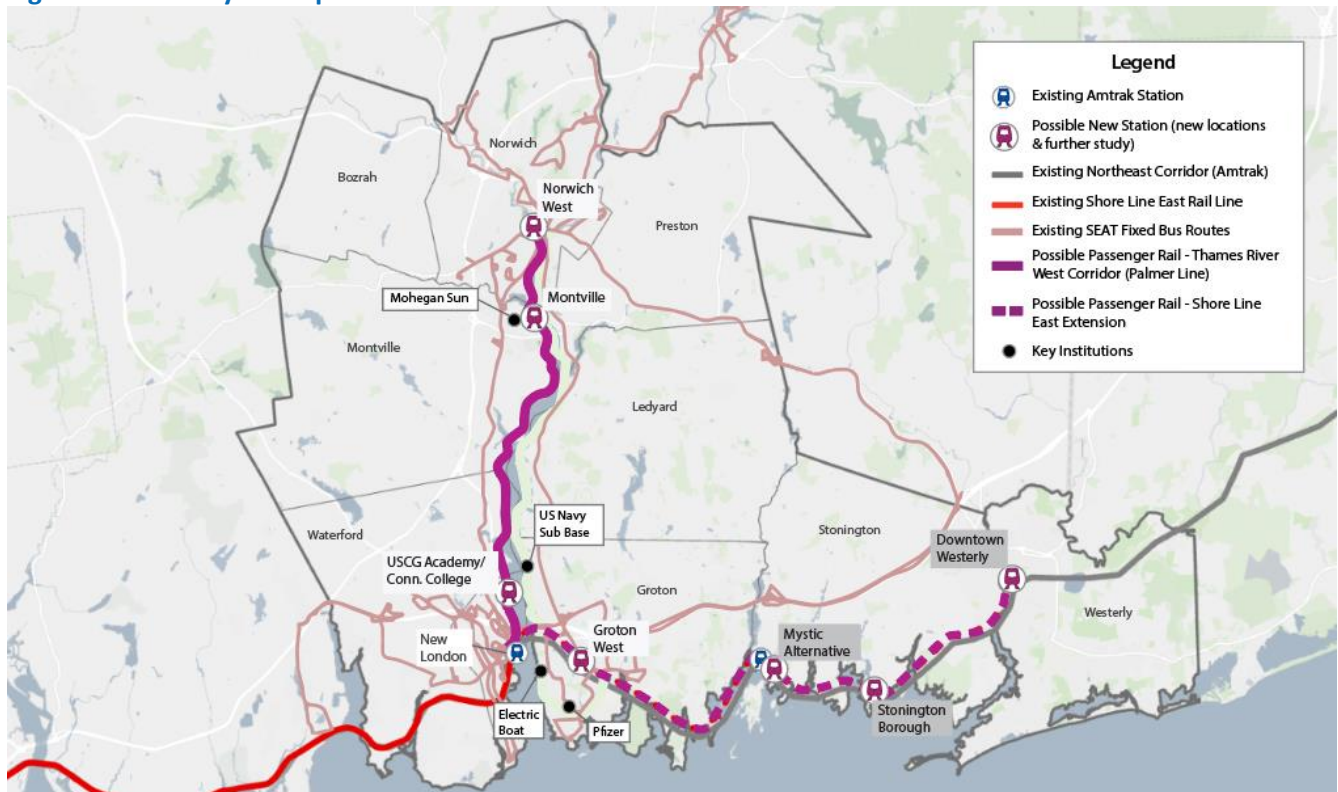 Legend
Existing Amtrak Station
Possible New Station (new locations
& further study)
Existing Northeast Corridor (Amtrak)
Existing Shore Line East Rail Line
Existing SEAT Fixed Bus Routes
Possible Passenger Rail - Thames River
West Corridor (Palmer Line)
Possible Passenger Rail - Shore Line
East Extension
Key Institutions
Norwich
Bozrah
Norwich
West
Preston
Mohegan Sun
Montville
Montville
Ledyard
US Navy
Sub Base
Waterford
Stonington
Downtown
Westerly
USCG Academy/
Conn. College
Groton
Westerly
New
London
Groton
West
Mystic
Alternative
Electric
Boat
Pfizer
Stonington
Borough